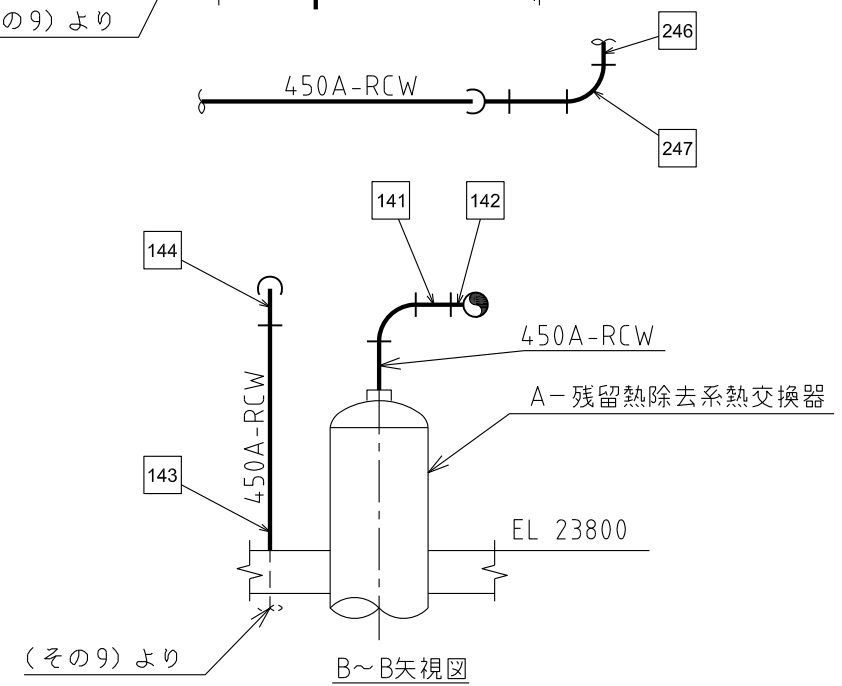 の9) より
246
450A-RCW
247
141
142
144
450A-RCW
A-残留熱除去系熱交換器
450A-RCW
143
EL 23800
(その9) より
B～B矢視図